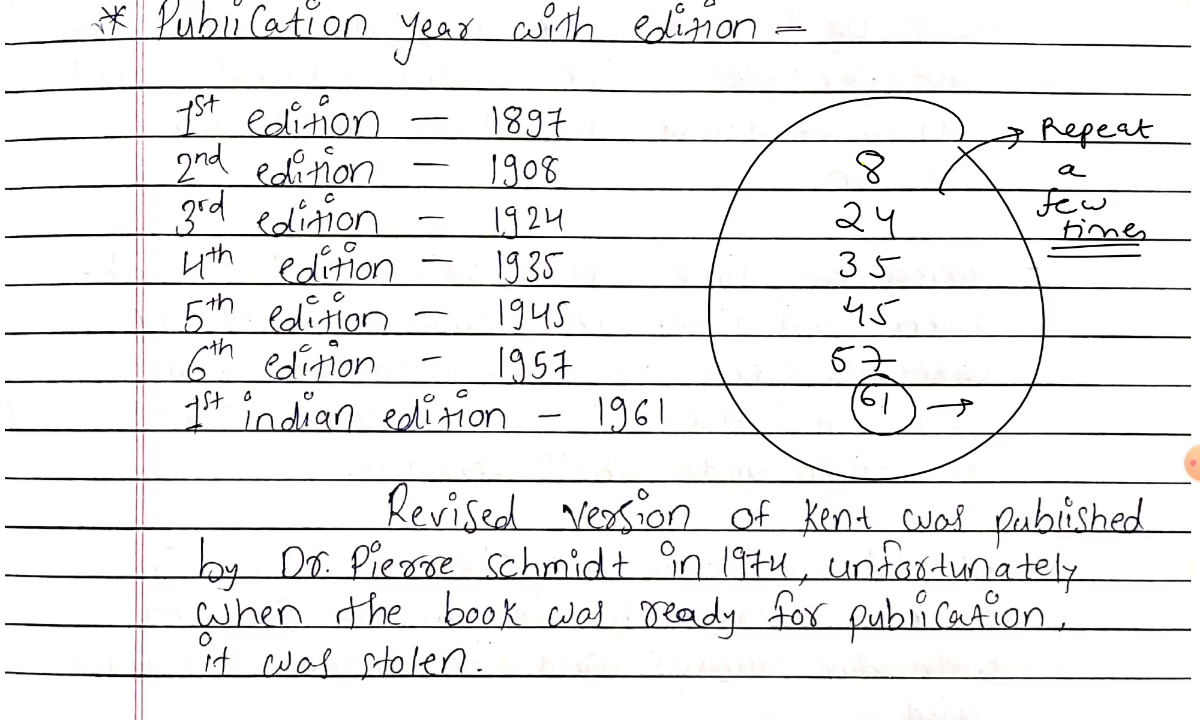 * Publication year with edition =
1st edition — 1897
2nd edition — 1908
3rd edition — 1924
4th edition — 1935
5th edition — 1945
6th edition — 1957
1st indian edition — 1961
8
24
35
45
57
61 →
→ Repeat
a
few
times
Revised version of Kent was published
by Dr. Pierre schmidt in 1974, unfortunately
when the book was ready for publication,
it was stolen.